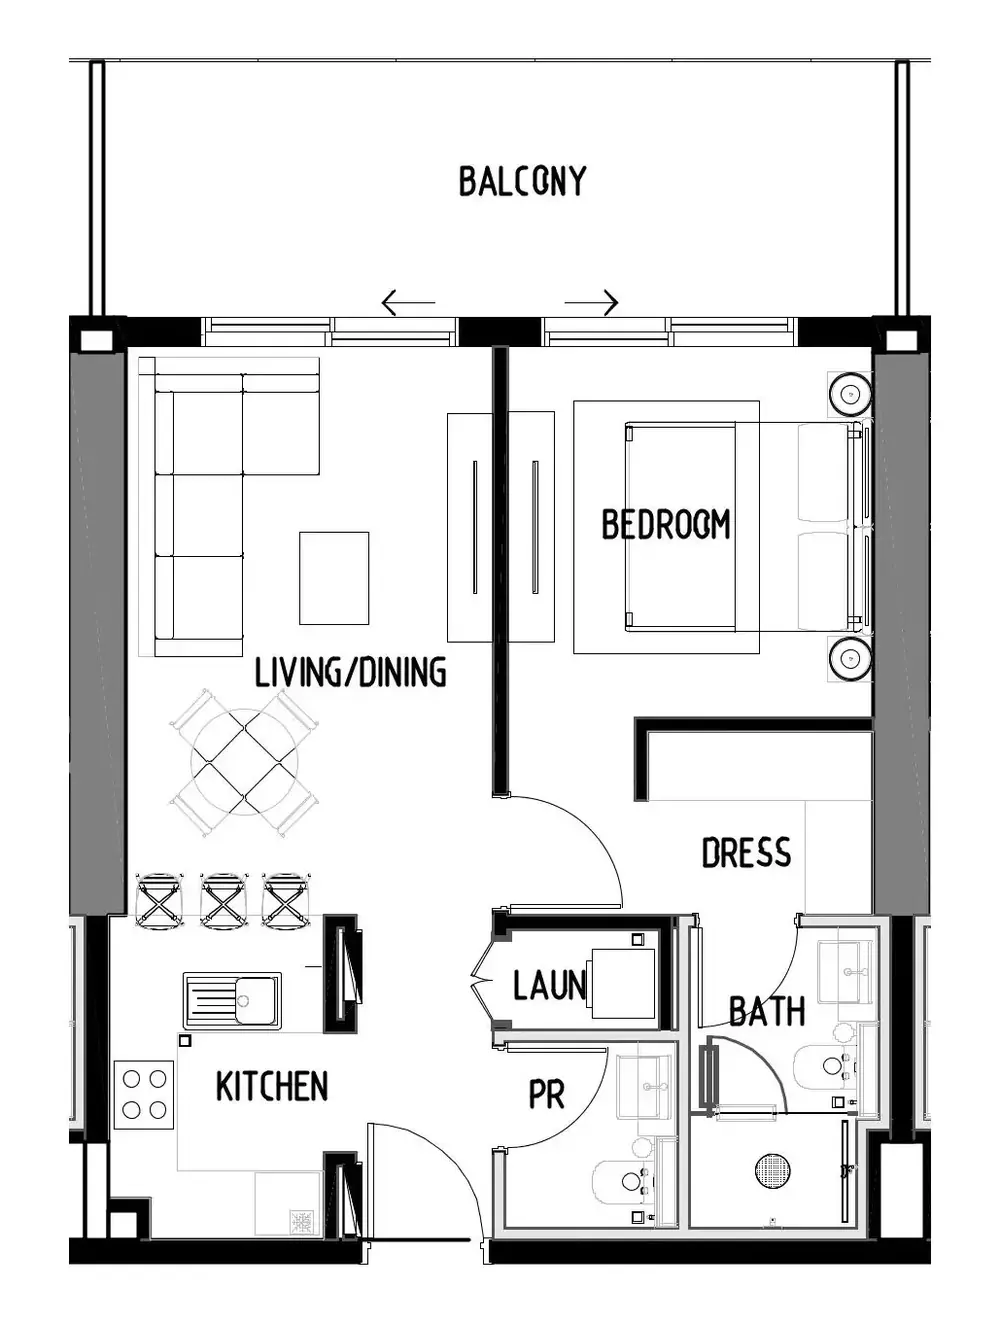 BALCONY
BEDROOM
LIVING/DINING
DRESS
LAUN
BATH
KITCHEN
PR